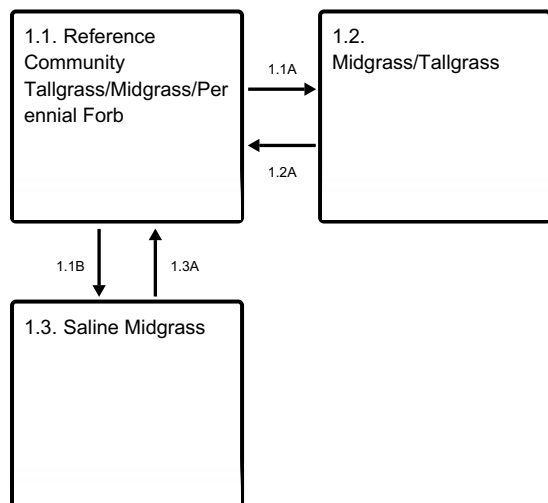 1.1. Reference
Community
Tallgrass/Midgrass/Per
ennial Forb
1.1A
1.2.
Midgrass/Tallgrass
1.2A
1.1B
1.3A
1.3. Saline Midgrass